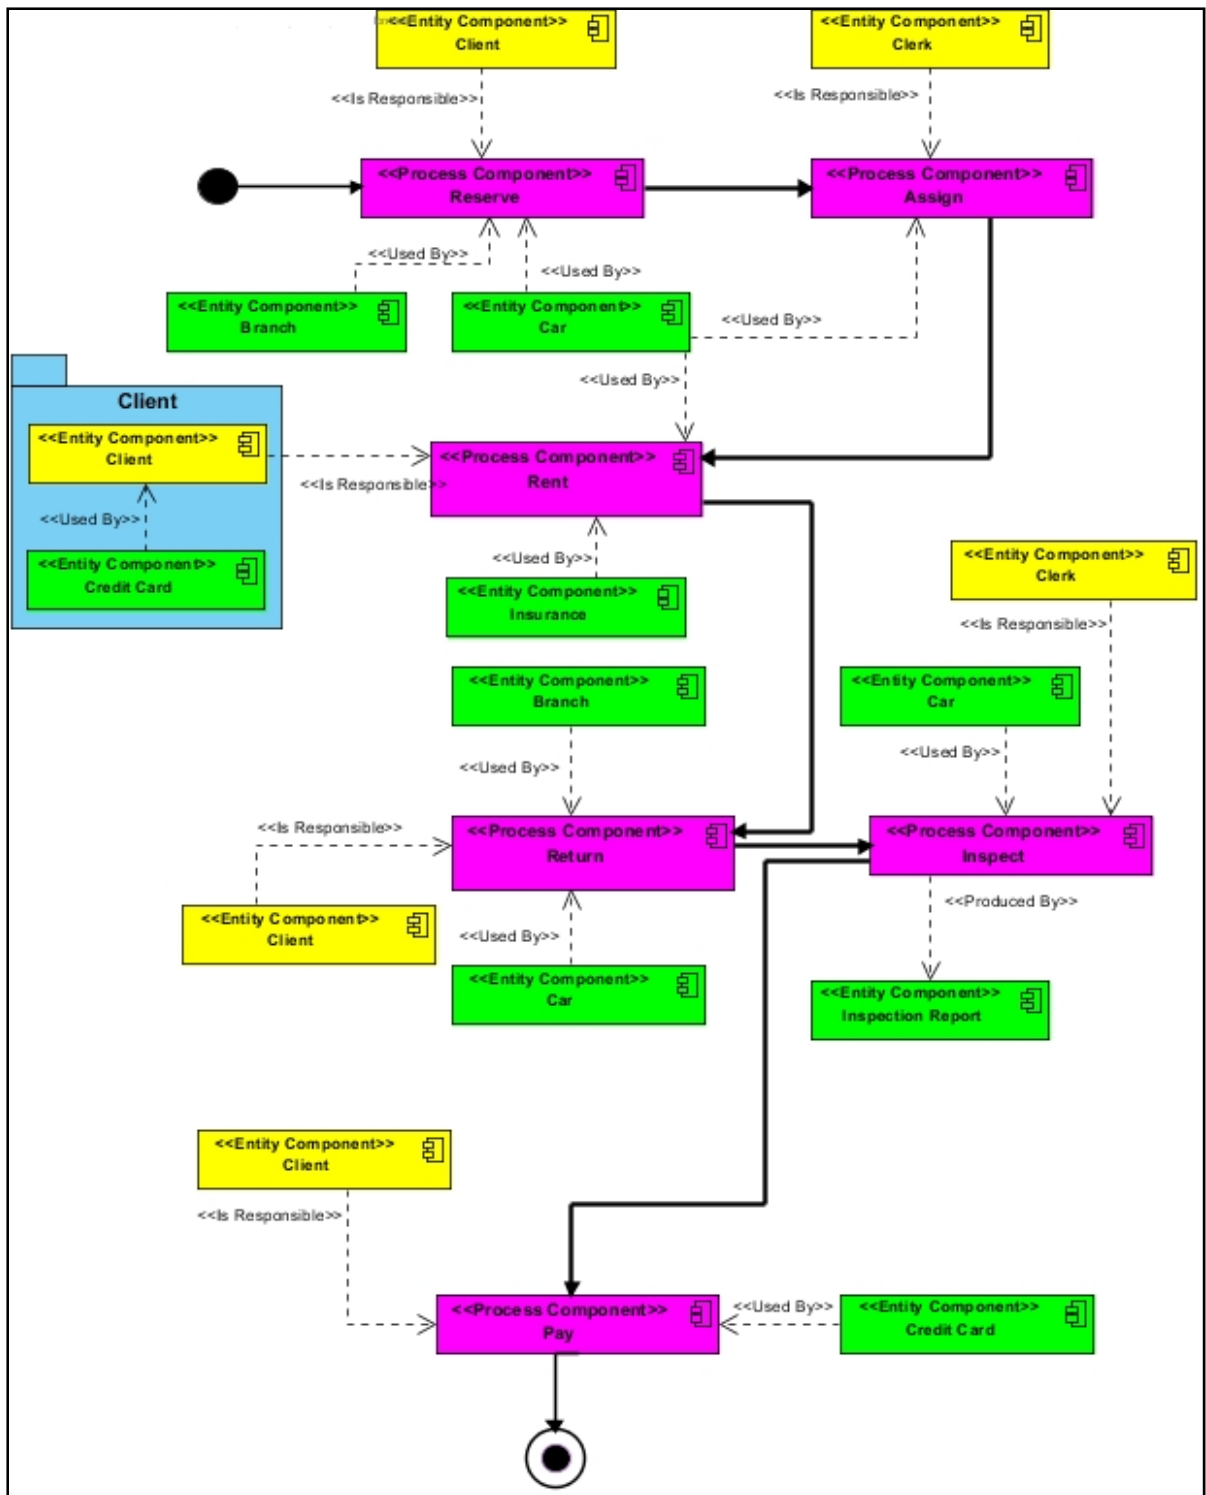 <<Entity Component>>
Client
<<Entity Component>>
Clerk
<<Is Responsible>>
<<Is Responsible>>
<<Process Component>>
Reserve
<<Process Component>>
Assign
<<Used By>>
<<Used By>>
<<Entity Component>>
Branch
<<Entity Component>>
Car
<<Used By>>
<<Used By>>
Client
<<Entity Component>>
Client
<<Process Component>>
Rent
<<Is Responsible>>
<<Used By>>
<<Used By>>
<<Entity Component>>
Credit Card
<<Entity Component>>
Insurance
<<Entity Component>>
Clerk
<<Is Responsible>>
<<Entity Component>>
Branch
<<Entity Component>>
Car
<<Used By>>
<<Used By>>
<<Is Responsible>>
<<Process Component>>
Return
<<Process Component>>
Inspect
<<Produced By>>
<<Entity Component>>
Client
<<Used By>>
<<Entity Component>>
Car
<<Entity Component>>
Inspection Report
<<Entity Component>>
Client
<<Is Responsible>>
<<Process Component>>
Pay
<<Used By>>
<<Entity Component>>
Credit Card